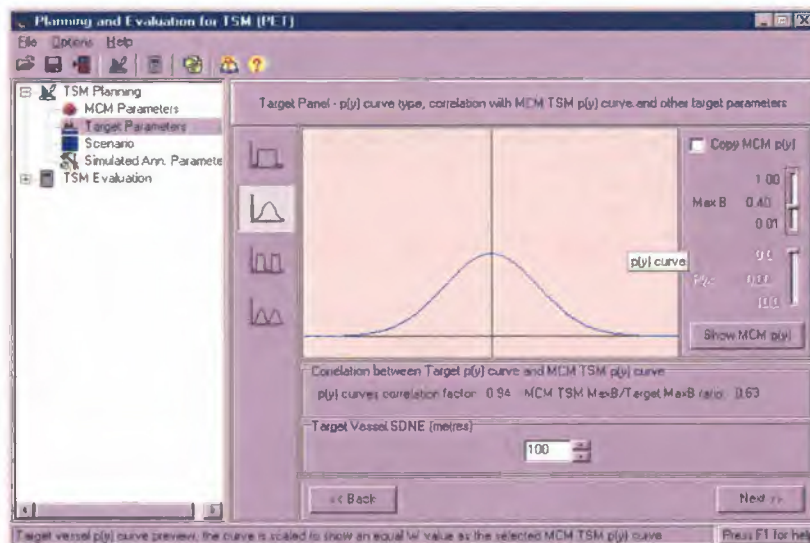 Planning and Evaluation for TSM (PET)
File Options Help
TSM Planning
MCM Parameters
Target Parameters
Scenario
Simulated Ann. Paramete
TSM Evaluation
Target Panel - p(y) curve type, correlation with MCM TSM p(y) curve and other target parameters
Copy MCM p(y)
1.00
Max B 0.40
0.01
p(y) curve
Show MCM p(y)
Correlation between Target p(y) curve and MCM TSM p(y) curve
p(y) curves correlation factor 0.94 MCM TSM MaxB/Target MaxB ratio 0.63
Target Vessel SDNE (metres)
100
<< Back
Next >>
Target vessel p(y) curve preview, the curve is scaled to show an equal 'W' value as the selected MCM TSM p(y) curve
Press F1 for hel